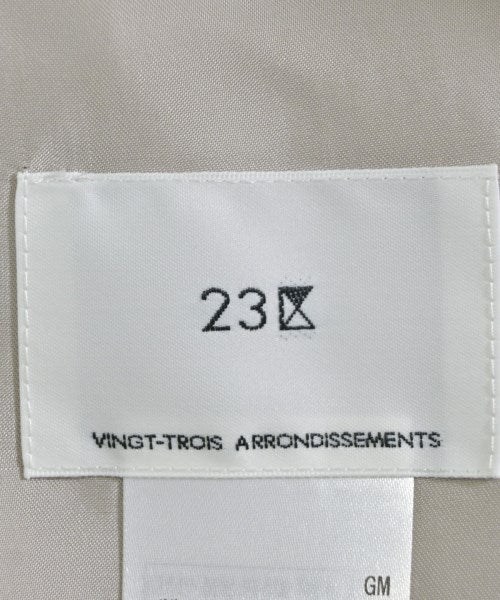 23区
VINGT-TROIS ARRONDISSEMENTS
GM